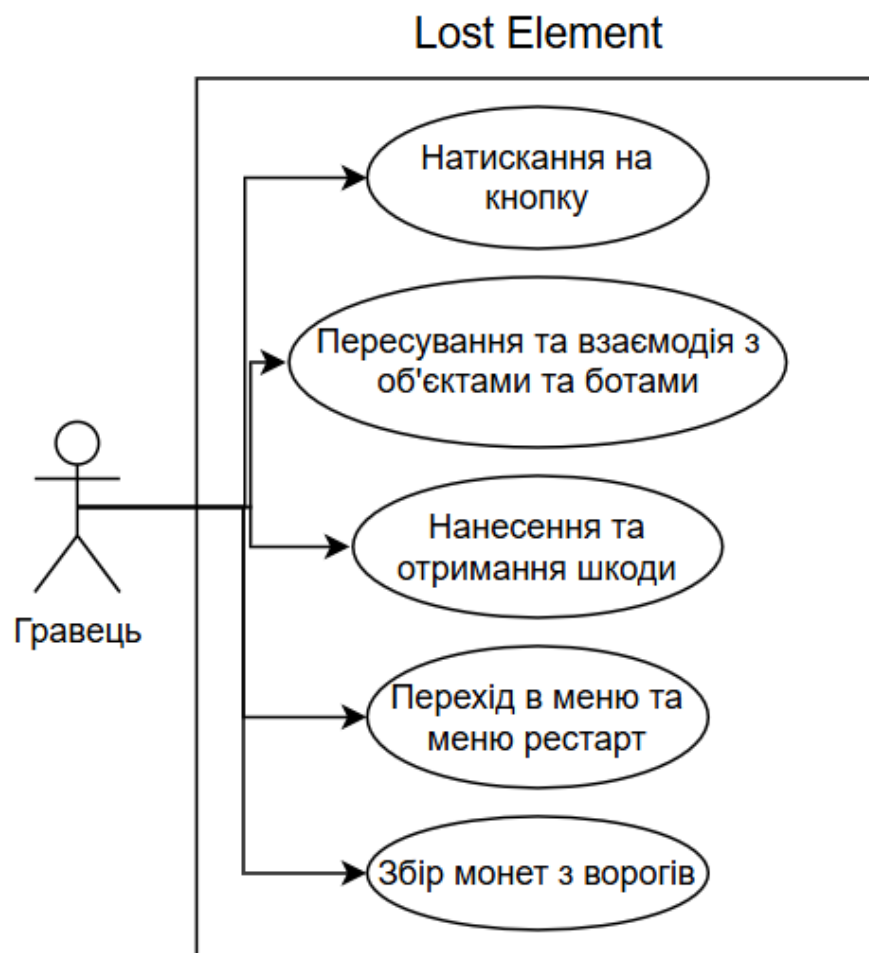 Lost Element
Натискання на
кнопку
Пересування та взаємодія з
об'єктами та ботами
Нанесення та
отримання шкоди
Гравець
Перехід в меню та
меню рестарт
Збір монет з ворогів